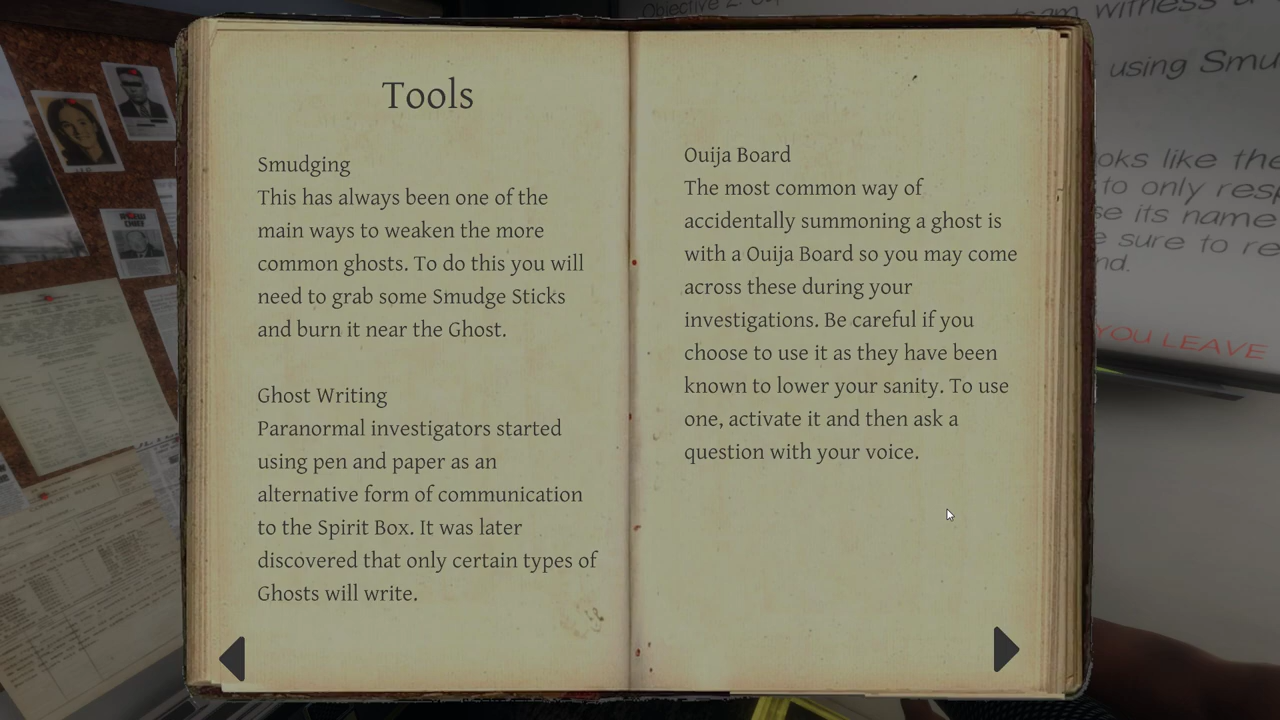 Tools
Smudging
This has always been one of the
main ways to weaken the more
common ghosts. To do this you will
need to grab some Smudge Sticks
and burn it near the Ghost.
Ghost Writing
Paranormal investigators started
using pen and paper as an
alternative form of communication
to the Spirit Box. It was later
discovered that only certain types of
Ghosts will write.
Ouija Board
The most common way of
accidentally summoning a ghost is
with a Ouija Board so you may come
across these during your
investigations. Be careful if you
choose to use it as they have been
known to lower your sanity. To use
one, activate it and then ask a
question with your voice.
Objective 2:
witness a
using Smu
oks like the
to only resp
se its name
e sure to re
nd.
YOU LEAVE